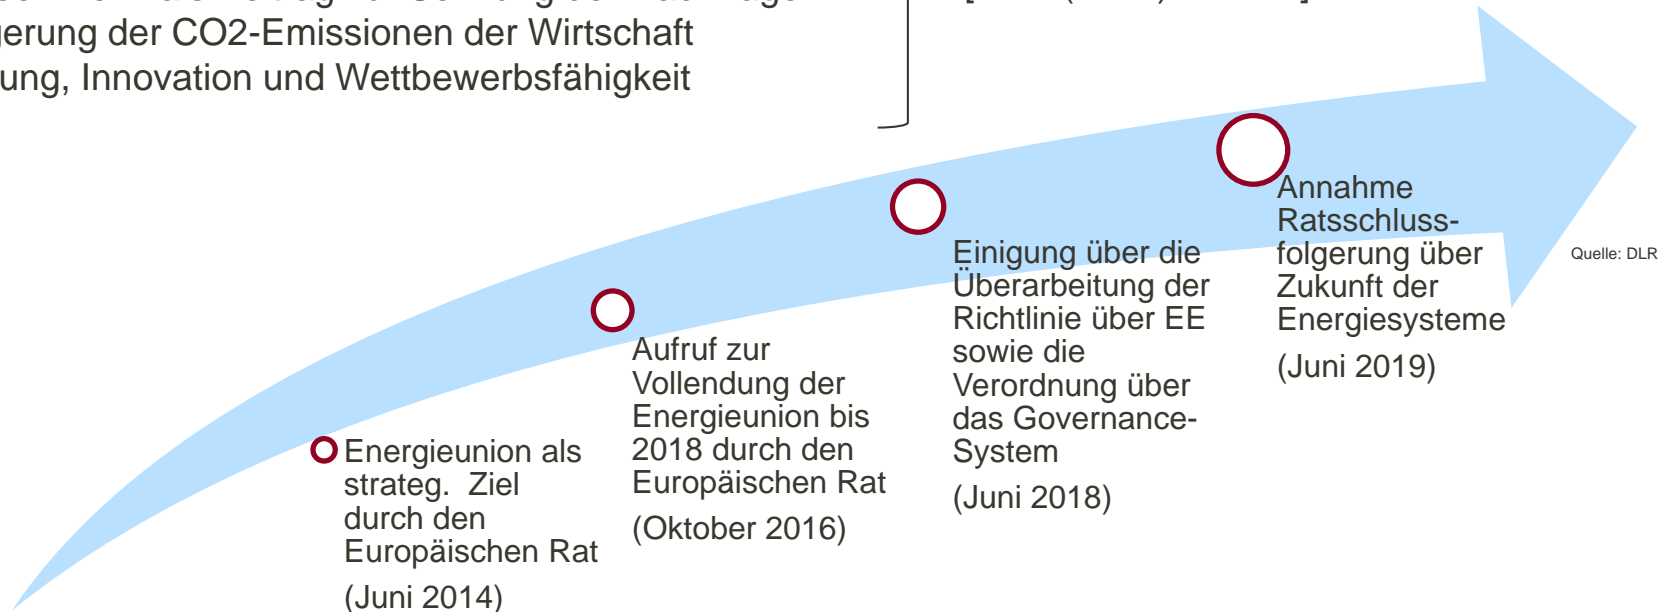 gerung der CO2-Emissionen der Wirtschaft
ung, Innovation und Wettbewerbsfähigkeit
Energieunion als
strateg.  Ziel
durch den
Europäischen Rat
(Juni 2014)
Aufruf zur
Vollendung der
Energieunion bis
2018 durch den
Europäischen Rat
(Oktober 2016)
Einigung über die
Überarbeitung der
Richtlinie über EE
sowie die
Verordnung über
das Governance-
System
(Juni 2018)
Annahme
Ratsschluss-
folgerung über
Zukunft der
Energiesysteme
(Juni 2019)
Quelle: DLR